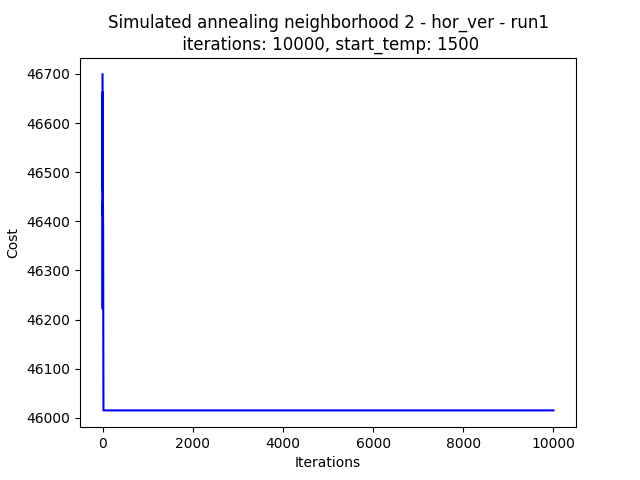 Simulated annealing neighborhood 2 - hor_ver - run1
iterations: 10000, start_temp: 1500
46700
46600
46500
46400
46300
46200
46100
46000
Cost
0 2000 4000 6000 8000 10000
Iterations